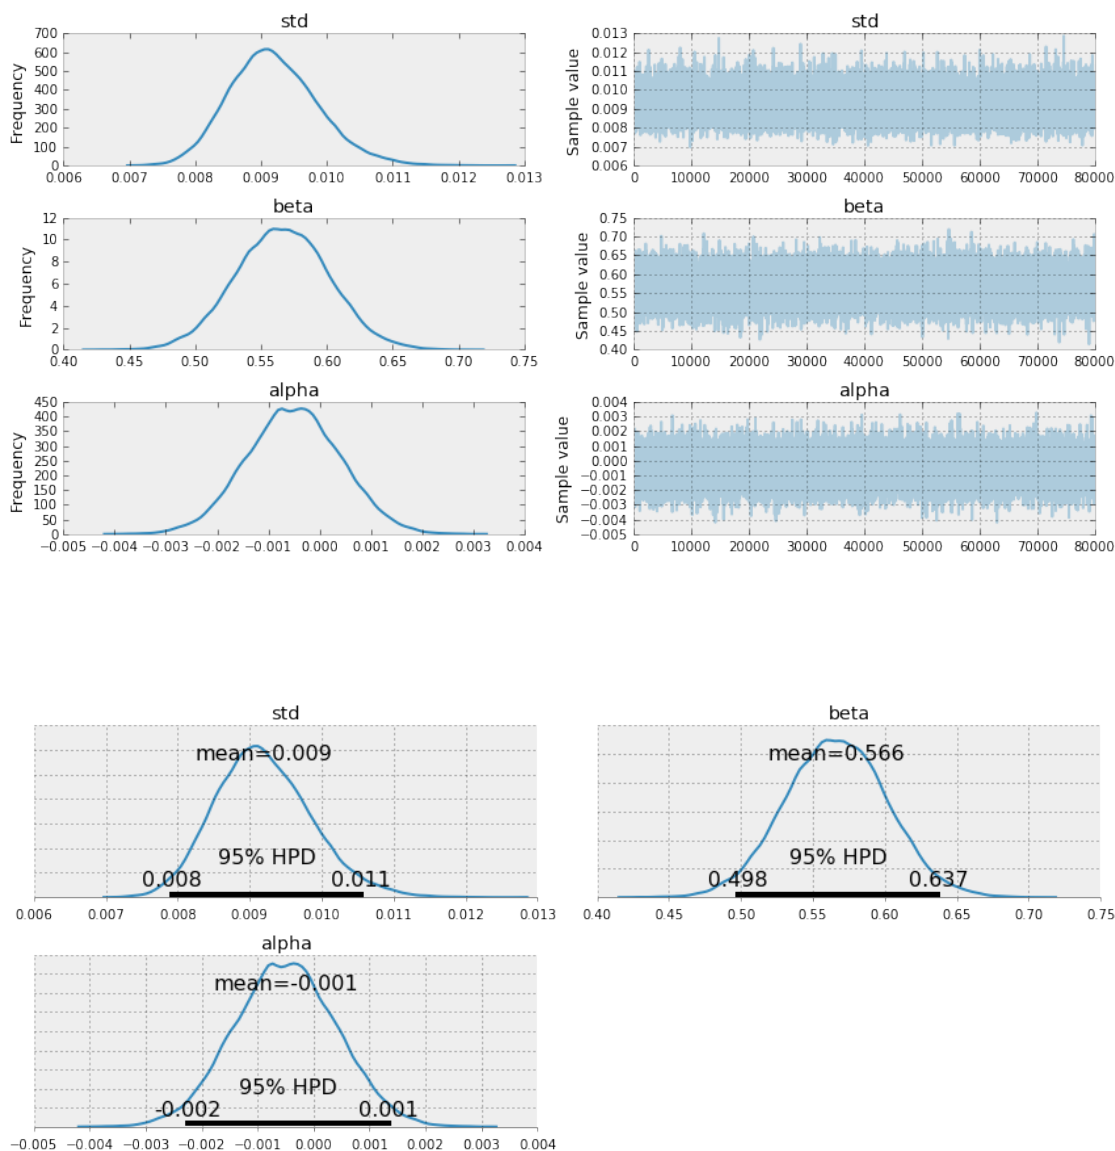 std
700
600
500
400
300
200
100
0
Frequency
0.006 0.007 0.008 0.009 0.010 0.011 0.012 0.013
std
0.013
0.012
0.011
0.010
0.009
0.008
0.007
0.006
Sample value
0 10000 20000 30000 40000 50000 60000 70000 80000
beta
12
10
8
6
4
2
0
Frequency
0.40 0.45 0.50 0.55 0.60 0.65 0.70 0.75
beta
0.75
0.70
0.65
0.60
0.55
0.50
0.45
0.40
Sample value
0 10000 20000 30000 40000 50000 60000 70000 80000
alpha
450
400
350
300
250
200
150
100
50
0
Frequency
−0.005 −0.004 −0.003 −0.002 −0.001 0.000 0.001 0.002 0.003 0.004
alpha
0.004
0.003
0.002
0.001
0.000
−0.001
−0.002
−0.003
−0.004
−0.005
Sample value
0 10000 20000 30000 40000 50000 60000 70000 80000
std
mean=0.009
95% HPD
0.008 0.011
0.006 0.007 0.008 0.009 0.010 0.011 0.012 0.013
beta
mean=0.566
95% HPD
0.498 0.637
0.40 0.45 0.50 0.55 0.60 0.65 0.70 0.75
alpha
mean=-0.001
95% HPD
-0.002 0.001
−0.005 −0.004 −0.003 −0.002 −0.001 0.000 0.001 0.002 0.003 0.004